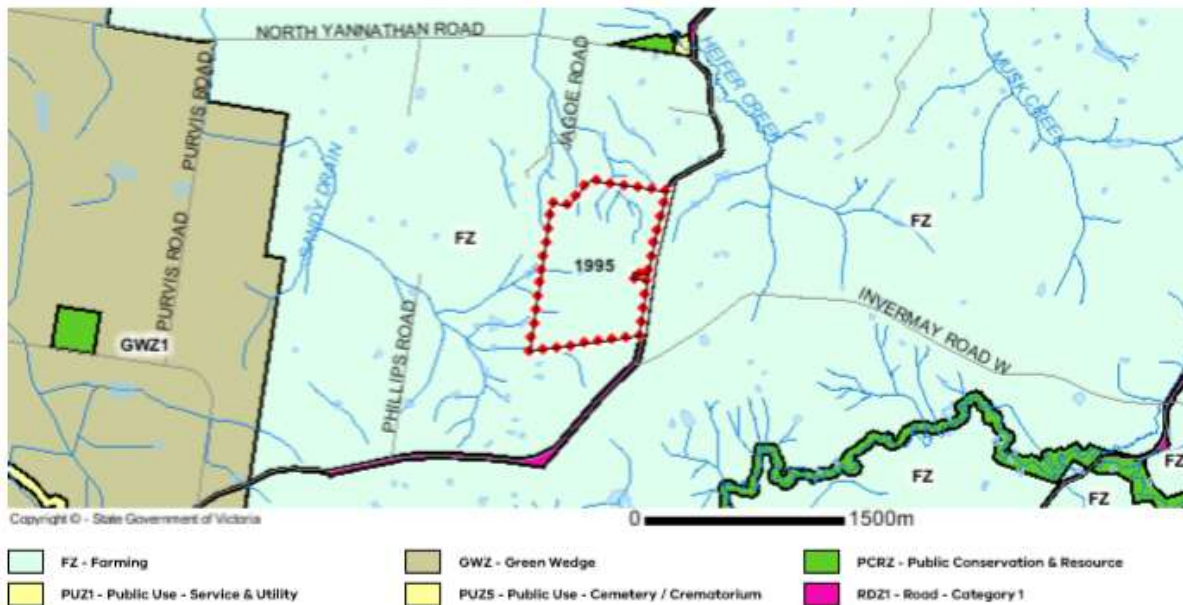 NORTH YANNATHAN ROAD
PURVIS ROAD
JAGOE ROAD
HEIFER CREEK
MUSK CREEK
SANDY DRAIN
FZ
FZ
1995
PURVIS ROAD
GWZ1
PHILLIPS ROAD
INVERMAY ROAD W
FZ
FZ
FZ
Copyright © - State Government of Victoria
0 1500m
FZ - Farming
GWZ - Green Wedge
PCRZ - Public Conservation & Resource
PUZ1 - Public Use - Service & Utility
PUZ5 - Public Use - Cemetery / Crematorium
RDZ1 - Road - Category 1